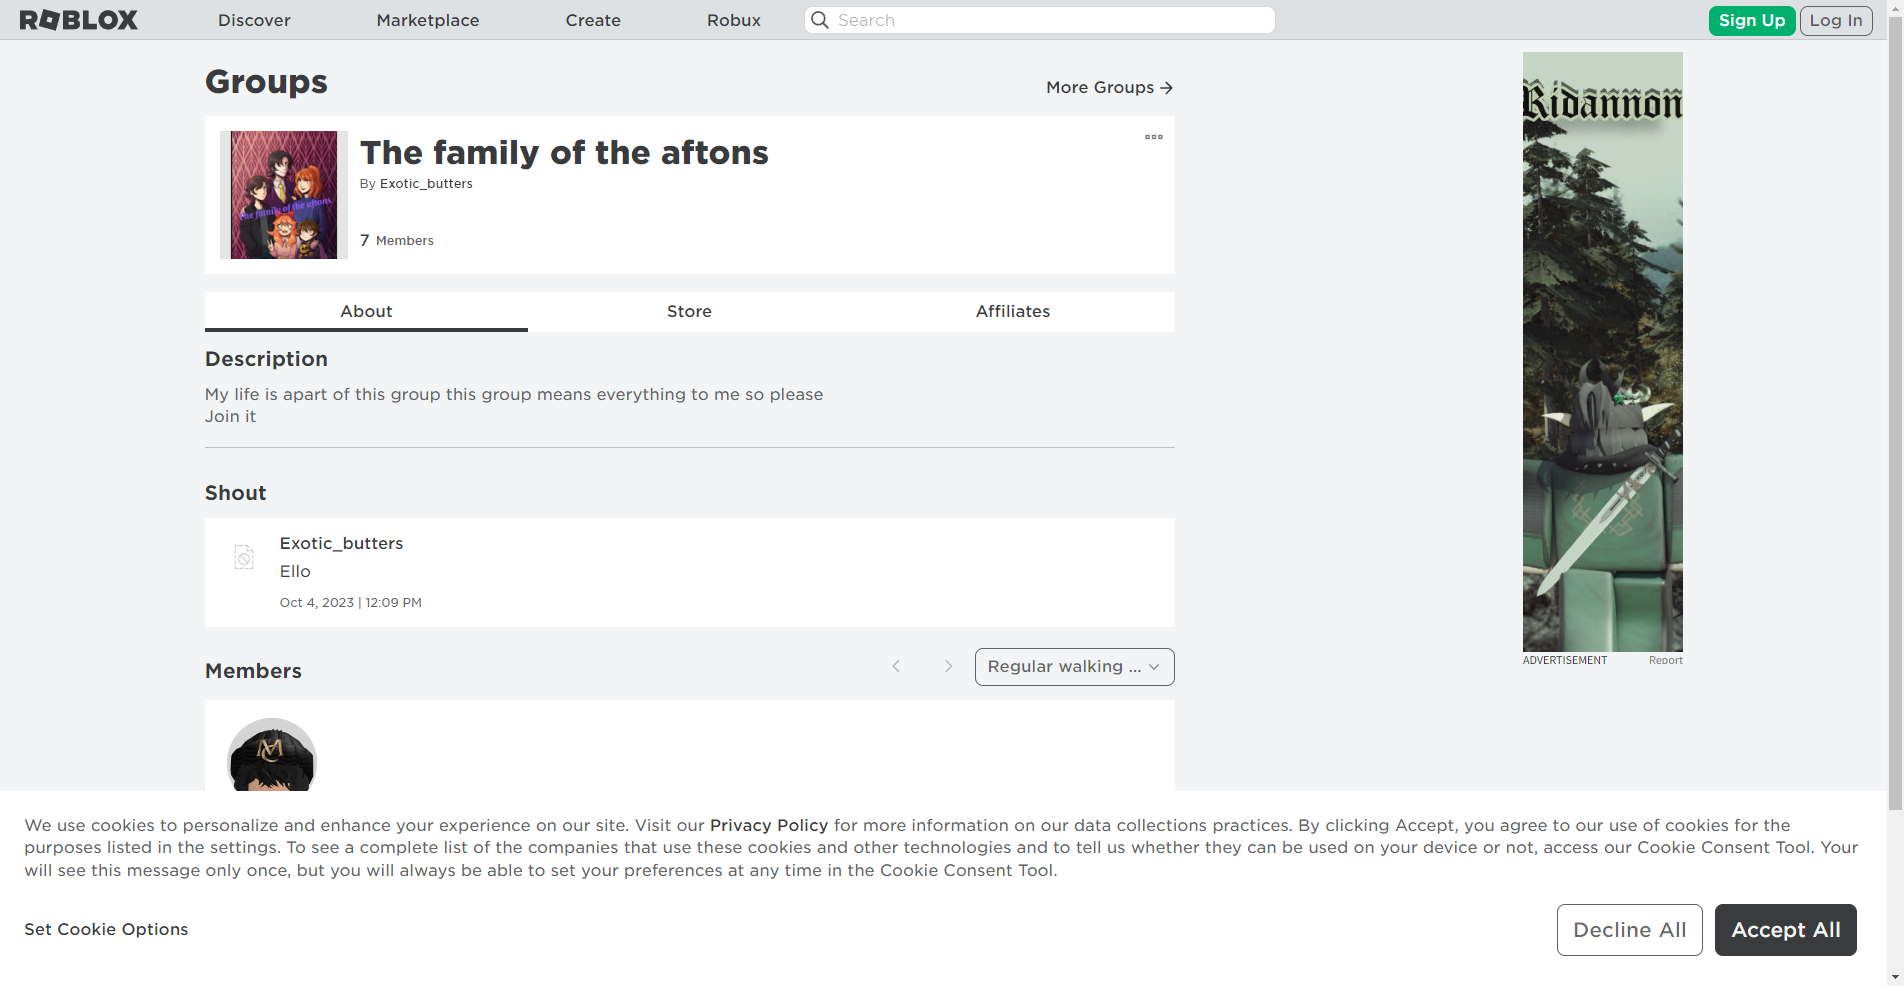 ROBLOX
Discover
Marketplace
Create
Robux
Search
Sign Up
Log In
Groups
More Groups
The family of the aftons
By Exotic_butters
The family of the aftons
7 Members
About
Store
Affiliates
Description
My life is apart of this group this group means everything to me so please
Join it
Shout
Exotic_butters
Ello
Oct 4, 2023 | 12:09 PM
Members
Regular walking ...
Ridannon
ADVERTISEMENT
Report
We use cookies to personalize and enhance your experience on our site. Visit our Privacy Policy for more information on our data collections practices. By clicking Accept, you agree to our use of cookies for the
purposes listed in the settings. To see a complete list of the companies that use these cookies and other technologies and to tell us whether they can be used on your device or not, access our Cookie Consent Tool. Your
will see this message only once, but you will always be able to set your preferences at any time in the Cookie Consent Tool.
Set Cookie Options
Decline All
Accept All